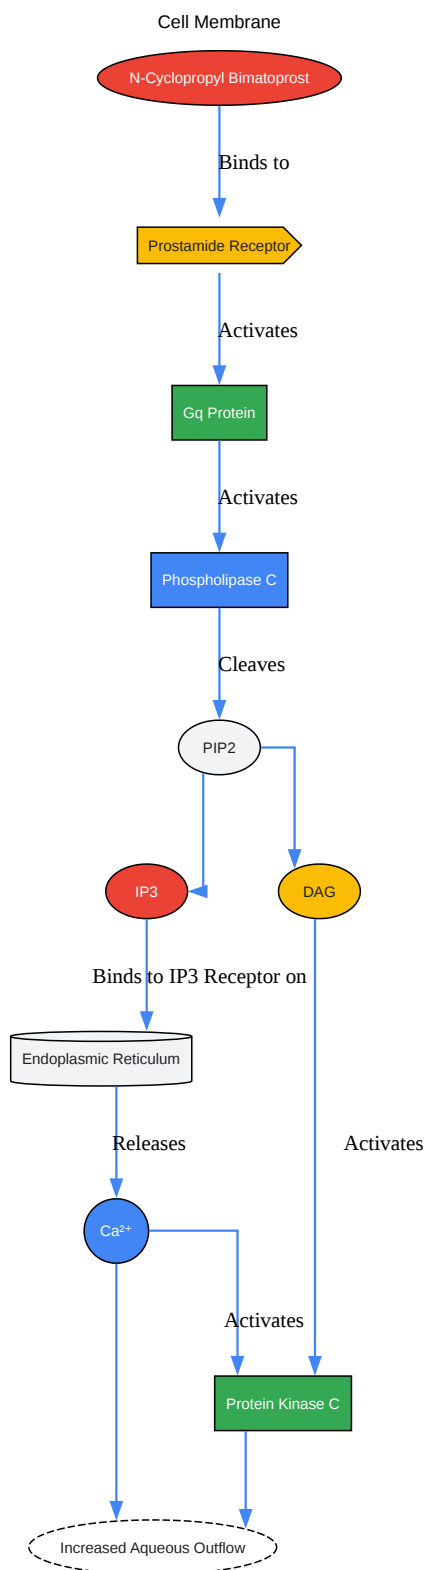 Cell Membrane
N-Cyclopropyl Bimatoprost
Binds to
Prostamide Receptor
Activates
Gq Protein
Activates
Phospholipase C
Cleaves
PIP2
IP3
DAG
Binds to IP3 Receptor on
Endoplasmic Reticulum
Releases
Activates
Ca²⁺
Activates
Protein Kinase C
Increased Aqueous Outflow